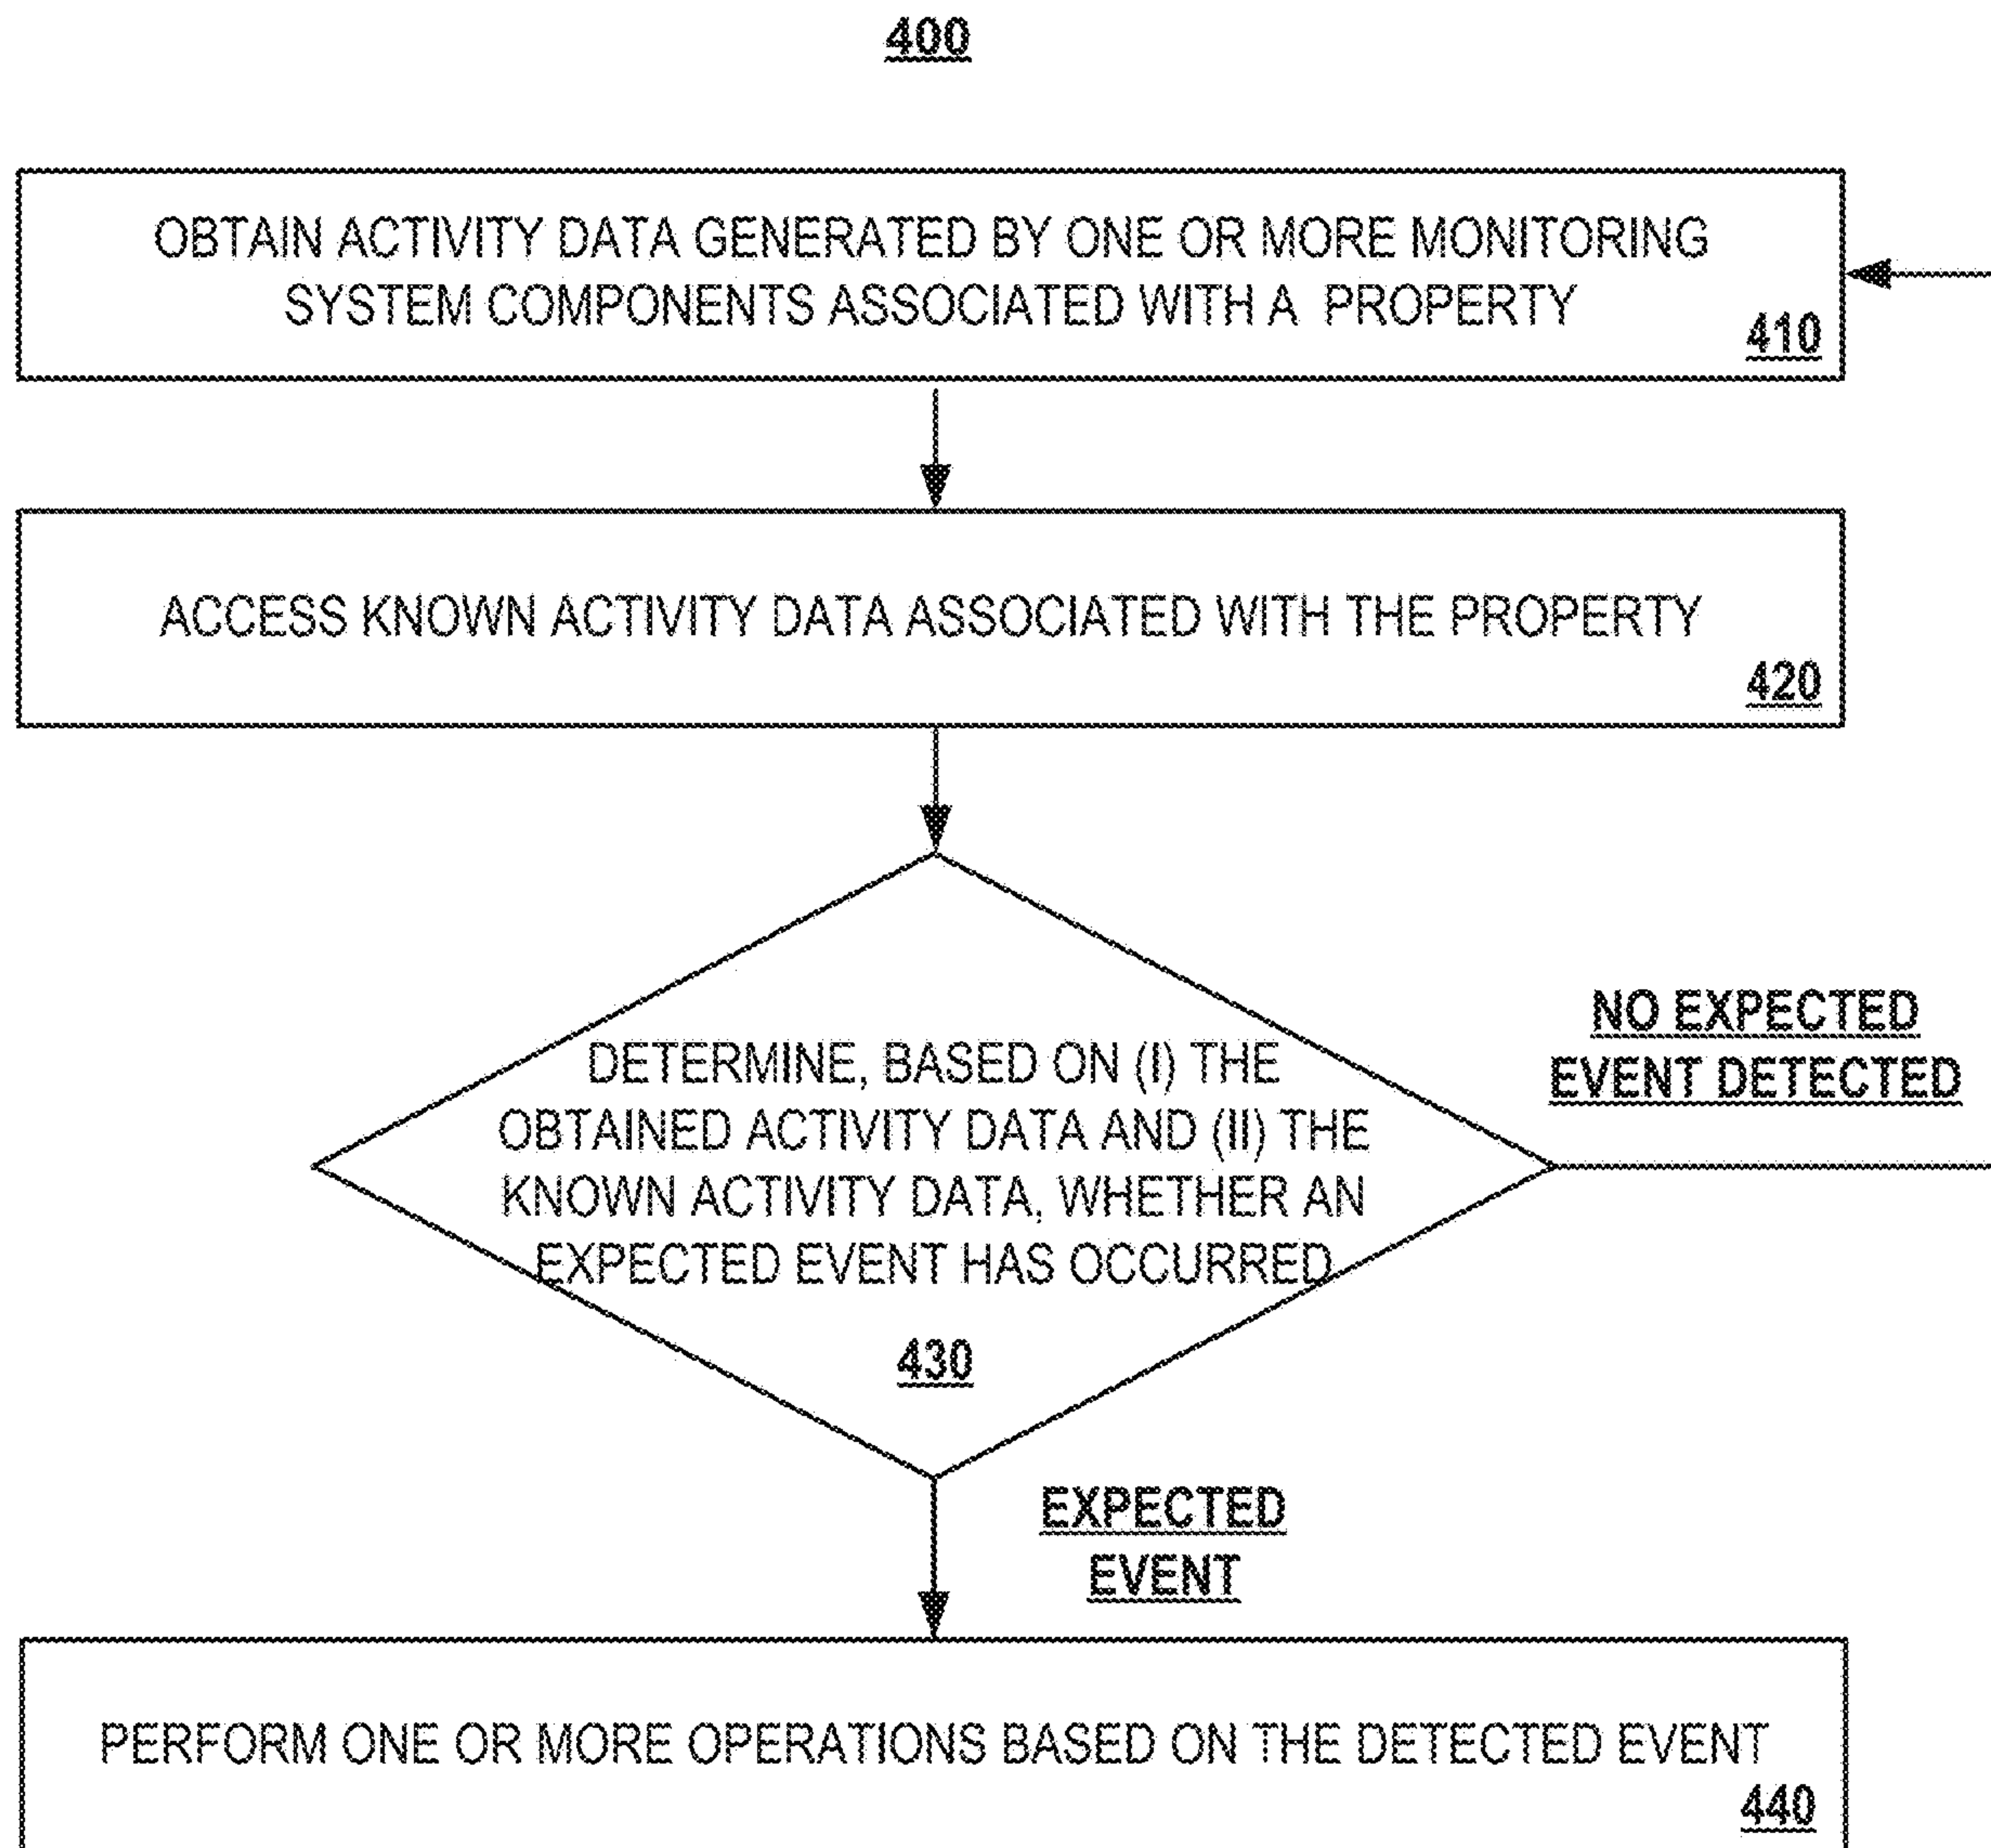 400
OBTAIN ACTIVITY DATA GENERATED BY ONE OR MORE MONITORING
SYSTEM COMPONENTS ASSOCIATED WITH A PROPERTY
410
ACCESS KNOWN ACTIVITY DATA ASSOCIATED WITH THE PROPERTY
420
DETERMINE, BASED ON (I) THE
OBTAINED ACTIVITY DATA AND (II) THE
KNOWN ACTIVITY DATA, WHETHER AN
EXPECTED EVENT HAS OCCURRED
430
NO EXPECTED
EVENT DETECTED
EXPECTED
EVENT
PERFORM ONE OR MORE OPERATIONS BASED ON THE DETECTED EVENT
440